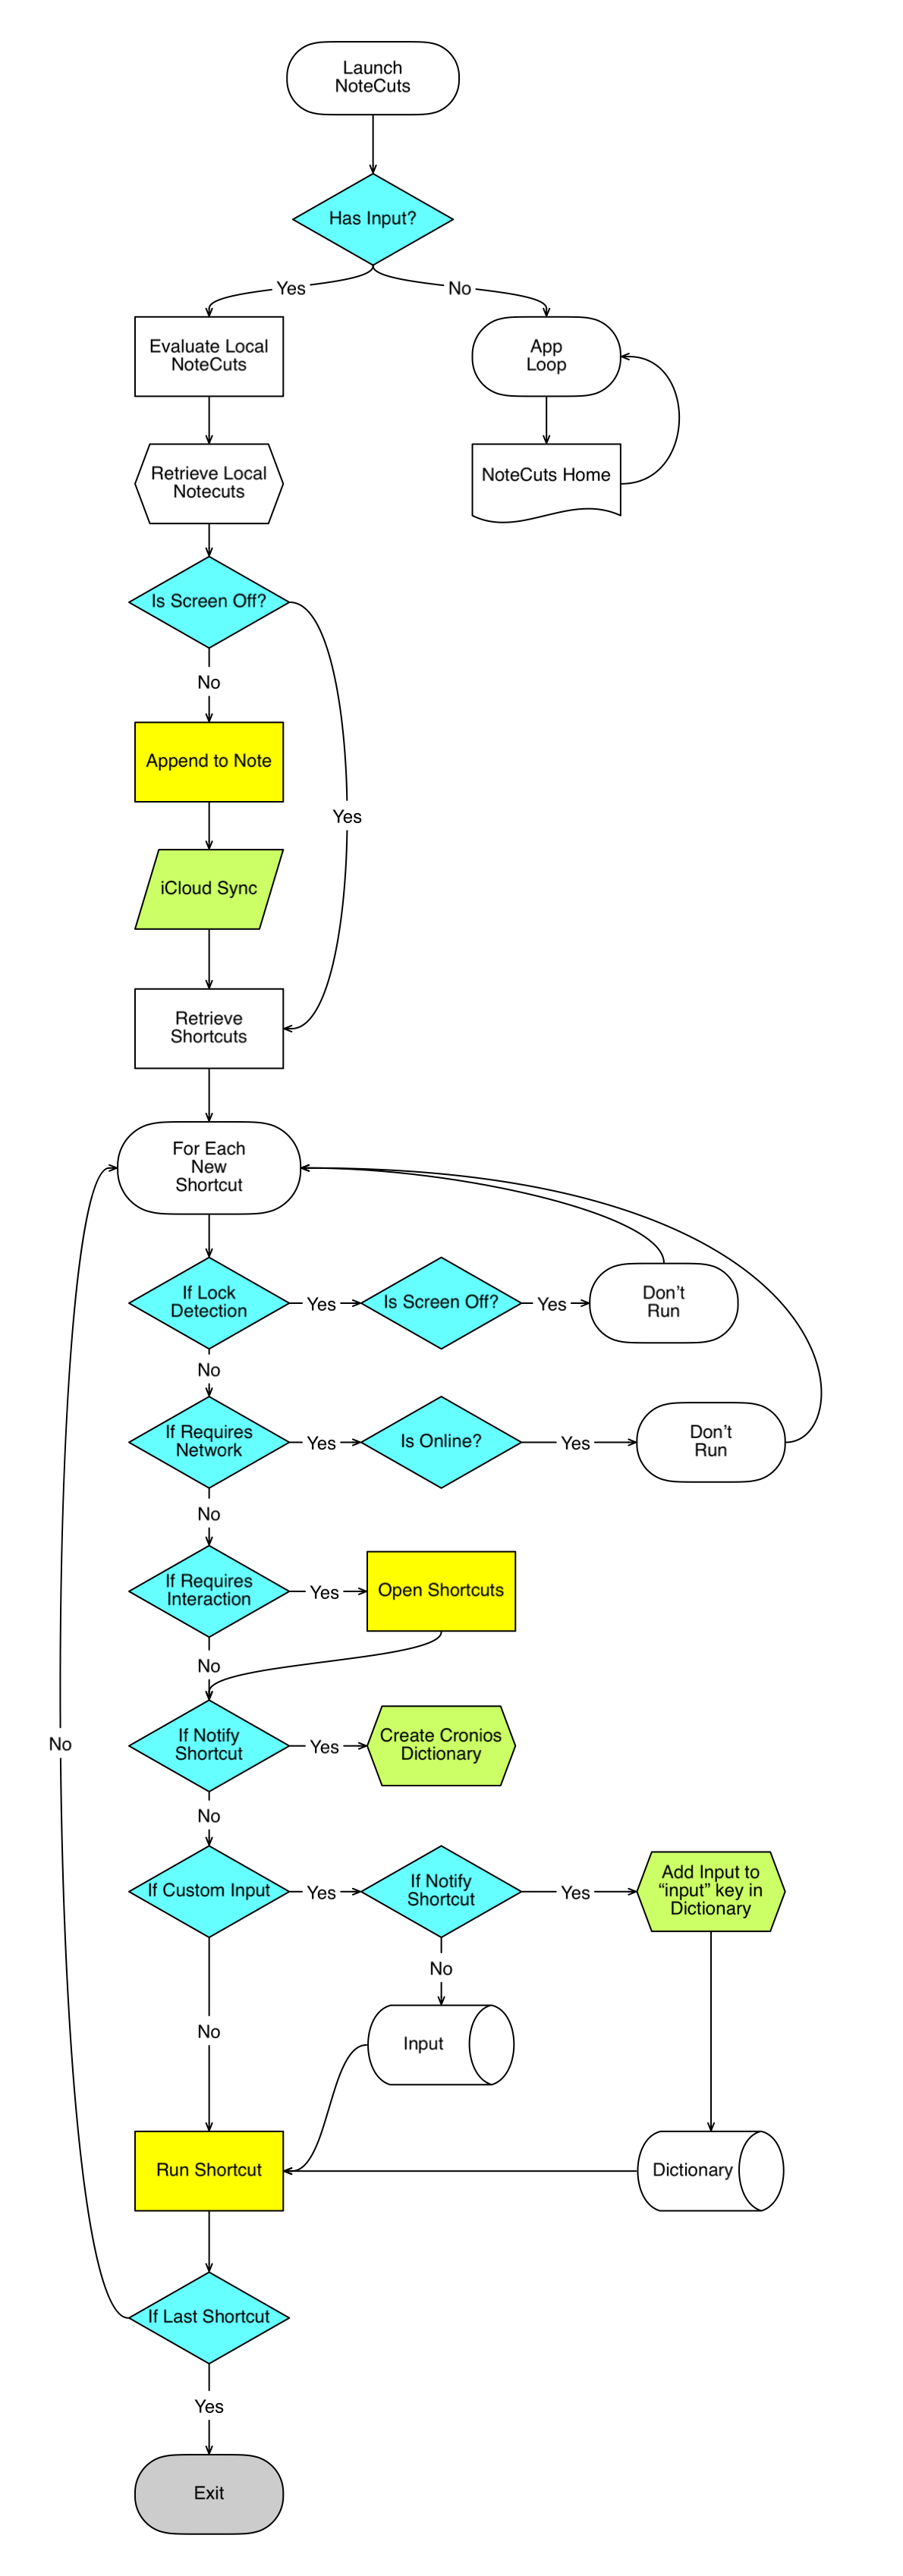 Launch
NoteCuts
Has Input?
Yes
No
Evaluate Local
NoteCuts
App
Loop
Retrieve Local
Notecuts
NoteCuts Home
Is Screen Off?
No
Append to Note
Yes
iCloud Sync
Retrieve
Shortcuts
For Each
New
Shortcut
If Lock
Detection
Yes
Is Screen Off?
Yes
Don’t
Run
No
If Requires
Network
Yes
Is Online?
Yes
Don’t
Run
No
If Requires
Interaction
Yes
Open Shortcuts
No
If Notify
Shortcut
Yes
Create Cronios
Dictionary
No
No
If Custom Input
Yes
If Notify
Shortcut
Yes
Add Input to
“input” key in
Dictionary
No
No
Input
Run Shortcut
Dictionary
If Last Shortcut
Yes
Exit